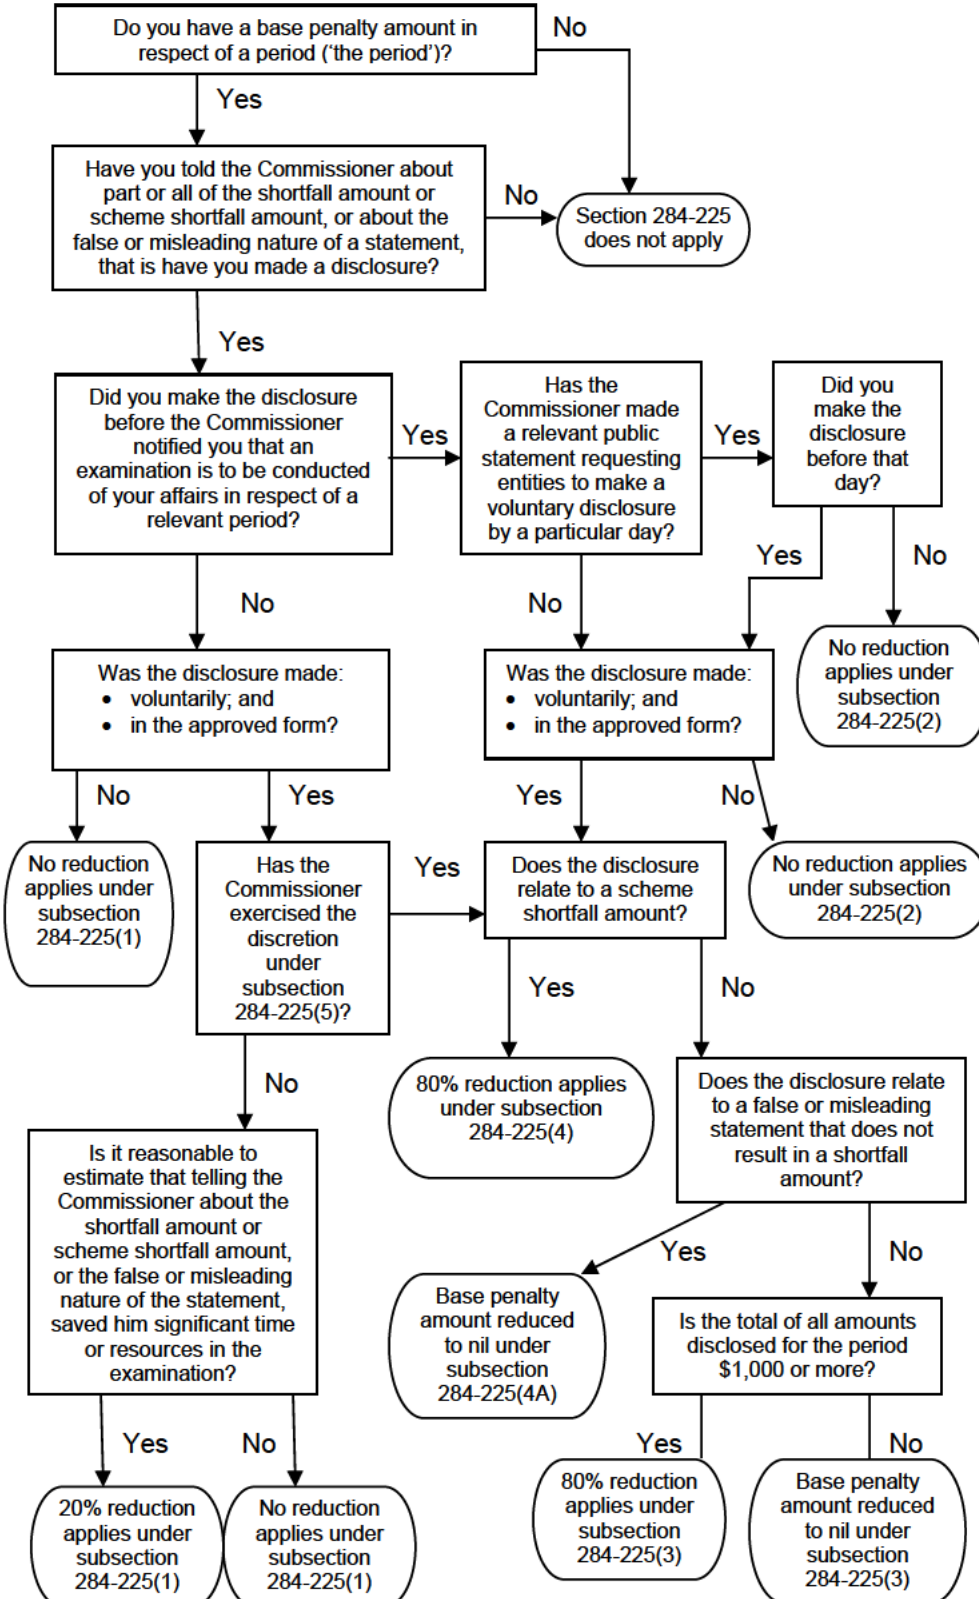 Do you have a base penalty amount in
respect of a period (‘the period’)?
No
Yes
Have you told the Commissioner about
part or all of the shortfall amount or
scheme shortfall amount, or about the
false or misleading nature of a statement,
that is have you made a disclosure?
No
Section 284-225
does not apply
Yes
Did you make the disclosure
before the Commissioner
notified you that an
examination is to be conducted
of your affairs in respect of a
relevant period?
Yes
Has the
Commissioner made
a relevant public
statement requesting
entities to make a
voluntary disclosure
by a particular day?
Yes
Did you
make the
disclosure
before that
day?
No
No
Yes
No
No reduction
applies under
subsection
284-225(2)
Was the disclosure made:
• voluntarily; and
• in the approved form?
Was the disclosure made:
• voluntarily; and
• in the approved form?
No
Yes
Yes
No
No reduction
applies under
subsection
284-225(1)
Has the
Commissioner
exercised the
discretion
under
subsection
284-225(5)?
Yes
Does the disclosure
relate to a scheme
shortfall amount?
No reduction applies
under subsection
284-225(2)
No
Yes
No
80% reduction applies
under subsection
284-225(4)
Does the disclosure relate
to a false or misleading
statement that does not
result in a shortfall
amount?
Is it reasonable to
estimate that telling the
Commissioner about the
shortfall amount or
scheme shortfall amount,
or the false or misleading
nature of the statement,
saved him significant time
or resources in the
examination?
Yes
No
Base penalty
amount reduced
to nil under
subsection
284-225(4A)
Is the total of all amounts
disclosed for the period
$1,000 or more?
Yes
No
Yes
No
20% reduction
applies under
subsection
284-225(1)
No reduction
applies under
subsection
284-225(1)
80% reduction
applies under
subsection
284-225(3)
Base penalty
amount reduced
to nil under
subsection
284-225(3)